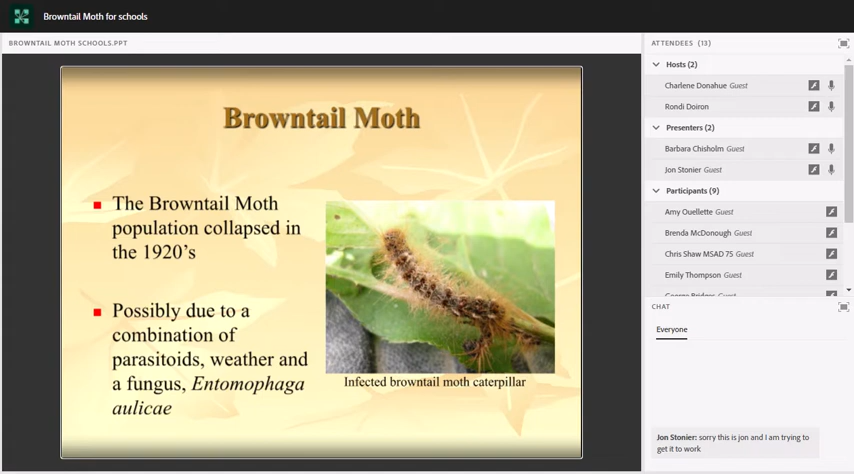 Browntail Moth for schools
BROWNTAIL MOTH SCHOOLS.PPT
Browntail Moth
The Browntail Moth
population collapsed in
the 1920's
Possibly due to a
combination of
parasitoids, weather and
a fungus, Entomophaga
aulicae
Infected browntail moth caterpillar
ATTENDEES (13)
Hosts (2)
Charlene Donahue Guest
Rondi Doiron
Presenters (2)
Barbara Chisholm Guest
Jon Stonier Guest
Participants (9)
Amy Ouellette Guest
Brenda McDonough Guest
Chris Shaw MSAD 75 Guest
Emily Thompson Guest
CHAT
Everyone
Jon Stonier: sorry this is jon and I am trying to
get it to work